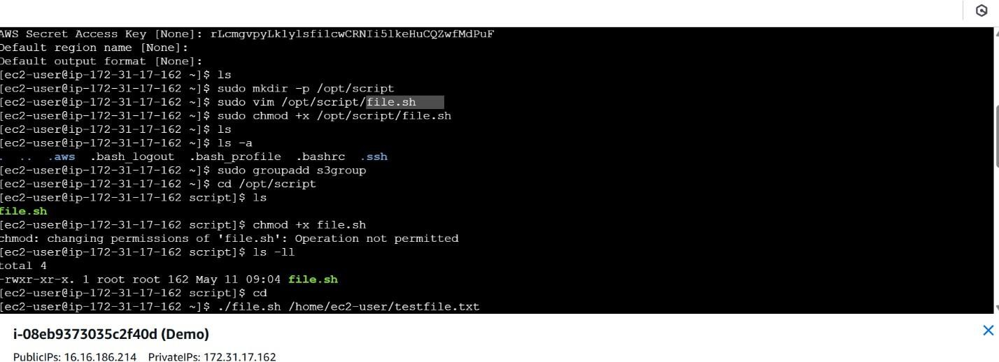 AWS Secret Access Key [None]: rLcmgvpyLklylsfilcwCRNIi5lkeHuCQZwfMdPuF
Default region name [None]:
Default output format [None]:
[ec2-user@ip-172-31-17-162 ~]$ ls
[ec2-user@ip-172-31-17-162 ~]$ sudo mkdir -p /opt/script
[ec2-user@ip-172-31-17-162 ~]$ sudo vim /opt/script/file.sh
[ec2-user@ip-172-31-17-162 ~]$ sudo chmod +x /opt/script/file.sh
[ec2-user@ip-172-31-17-162 ~]$ ls
[ec2-user@ip-172-31-17-162 ~]$ ls -a
. .. .aws .bash_logout .bash_profile .bashrc .ssh
[ec2-user@ip-172-31-17-162 ~]$ sudo groupadd s3group
[ec2-user@ip-172-31-17-162 ~]$ cd /opt/script
[ec2-user@ip-172-31-17-162 script]$ ls
file.sh
[ec2-user@ip-172-31-17-162 script]$ chmod +x file.sh
chmod: changing permissions of 'file.sh': Operation not permitted
[ec2-user@ip-172-31-17-162 script]$ ls -ll
total 4
-rwxr-xr-x. 1 root root 162 May 11 09:04 file.sh
[ec2-user@ip-172-31-17-162 script]$ cd
[ec2-user@ip-172-31-17-162 ~]$ ./file.sh /home/ec2-user/testfile.txt
i-08eb9373035c2f40d (Demo)
PublicIPs: 16.16.186.214 PrivateIPs: 172.31.17.162